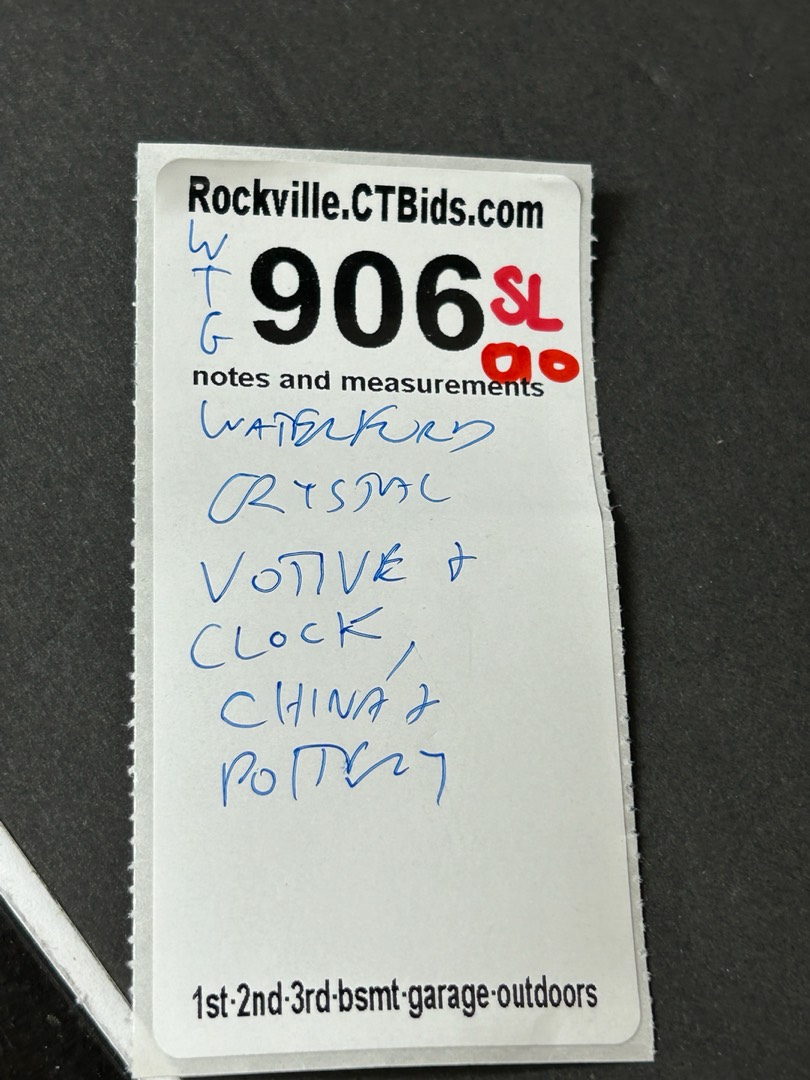 Rockville.CTBids.com
W
T
G
906 SL
ao
notes and measurements
WATERFORD
CRYSTAL
VOTIVE &
CLOCK,
CHINA &
POTTERY
1st·2nd·3rd·bsmt·garage·outdoors